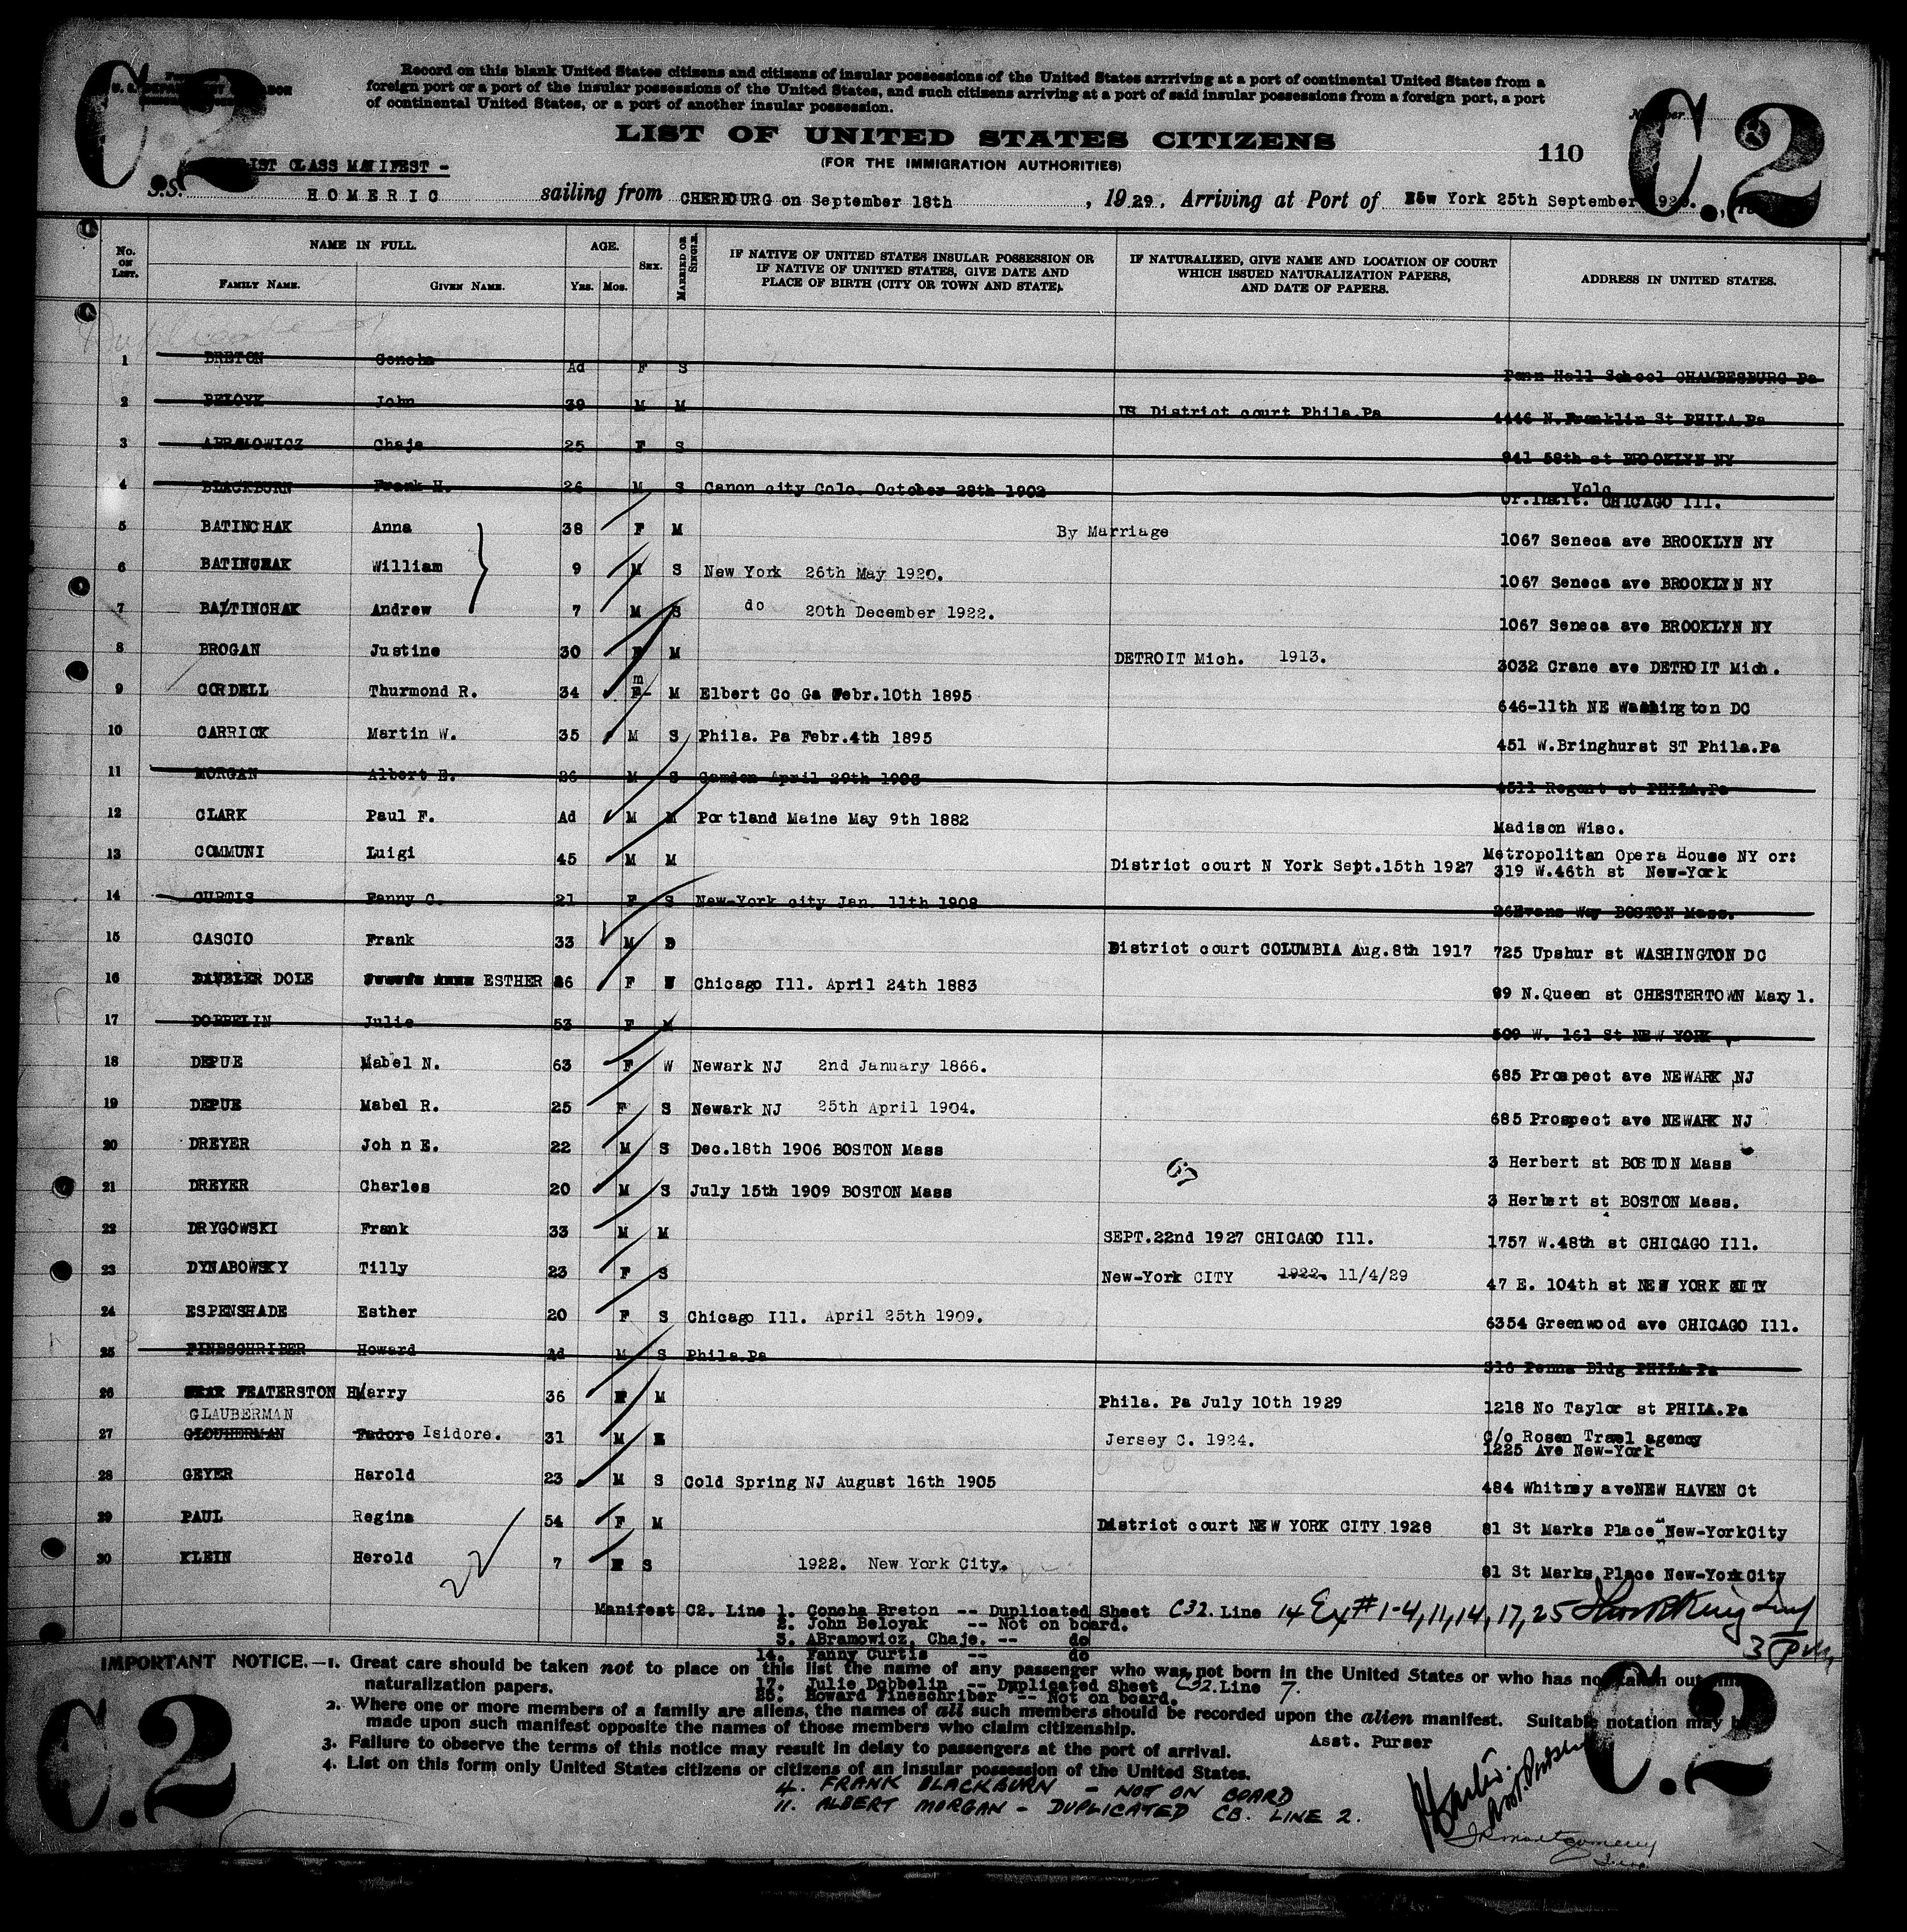 C.2
C.2
Record on this blank United States citizens and citizens of insular possessions of the United States arrriving at a port of continental United States from a
foreign port or a port of the insular possessions of the United States, and such citizens arriving at a port of said insular possessions from a foreign port, a port
of continental United States, or a port of another insular possession.
LIST OF UNITED STATES CITIZENS
(FOR THE IMMIGRATION AUTHORITIES)
110
CLASS MANIFEST -
S.S. HOMERIC sailing from CHERBOURG on September 18th, 1929. Arriving at Port of New York 25th September
No. on List. NAME IN FULL. FAMILY NAME. GIVEN NAME. AGE. Yrs. Mos. Sex. Married or Single. IF NATIVE OF UNITED STATES INSULAR POSSESSION OR IF NATIVE OF UNITED STATES, GIVE DATE AND PLACE OF BIRTH (CITY OR TOWN AND STATE). IF NATURALIZED, GIVE NAME AND LOCATION OF COURT WHICH ISSUED NATURALIZATION PAPERS, AND DATE OF PAPERS. ADDRESS IN UNITED STATES.
1 BRETON Concha Ad F S Penn Hall School CHAMBESBURG Pa
2 BELOYK John 39 M M US District court Phila.Pa 4446 N.Franklin St PHILA.Pa
3 ABRAMOWICZ Chaje 25 F S 941 58th st BROOKLYN NY
4 BLACKBURN Frank H. 26 M S Canon city Colo. October 28th 1902 CHICAGO Ill.
5 BATINCHAK Anna 38 F M By Marriage 1067 Seneca ave BROOKLYN NY
6 BATINCHAK William 9 M S New York 26th May 1920. 1067 Seneca ave BROOKLYN NY
7 BATTINCHAK Andrew 7 M S do 20th December 1922. 1067 Seneca ave BROOKLYN NY
8 BROGAN Justine 30 F M DETROIT Mich. 1913. 3032 Crane ave DETROIT Mich.
9 CORDELL Thurmond R. 34 m F M Elbert Co Ga Febr.10th 1895 646-11th NE Washington DC
10 CARRICK Martin W. 35 M S Phila. Pa Febr.4th 1895 451 W.Bringhurst ST Phila.Pa
11 MORGAN Albert B. 26 M S Camden April 29th 1903 4511 Regent st PHILA.Pa
12 CLARK Paul F. Ad M M Portland Maine May 9th 1882 Madison Wisc.
13 COMMUNI Luigi 45 M M District court N York Sept.15th 1927 Metropolitan Opera House NY or:
319 W.46th st New-York
14 CURTIS Fanny C. 21 F S New-York city Jan. 11th 1908 26Evans Way BOSTON Mass.
15 CASCIO Frank 33 M District court COLUMBIA Aug.8th 1917 725 Upshur st WASHINGTON DC
16 DOLE ESTHER F Chicago Ill. April 24th 1883 N.Queen st CHESTERTOWN Maryl.
17 DOBBELIN Julie 53 F M 509 W. 161 St NEW YORK
18 DEPUE Mabel N. 63 F W Newark NJ 2nd January 1866. 685 Prospect ave NEWARK NJ
19 DEPUE Mabel R. 25 F S Newark NJ 25th April 1904. 685 Prospect ave NEWARK NJ
20 DREYER John E. 22 M S Dec.18th 1906 BOSTON Mass 3 Herbert st BOSTON Mass
21 DREYER Charles 20 M S July 15th 1909 BOSTON Mass 3 Herbert st BOSTON Mass.
22 DRYGOWSKI Frank 33 M M SEPT.22nd 1927 CHICAGO Ill. 1757 W.48th st CHICAGO Ill.
23 DYNABOWSKY Tilly 23 F S New-York CITY 1922. 11/4/29 47 E. 104th st NEW YORK CITY
24 ESPENSHADE Esther 20 F S Chicago Ill. April 25th 1909. 6354 Greenwood ave CHICAGO Ill.
25 FINESCHRIBER Howard Ad M S Phila.Pa 316 Penna Bldg PHILA.Pa
26 FEATERSTON Harry 36 M Phila. Pa July 10th 1929 1218 No Taylor st PHILA.Pa
GLAUBERMAN
27 GLOUHERMAN Isidore. 31 M Jersey C. 1924. C/o Rosen Travel agency
1225 Ave New-York
28 GEYER Harold 23 M S Cold Spring NJ August 16th 1905 484 Whitney aveNEW HAVEN Ct
29 PAUL Regina 54 F M District court NEW YORK CITY 1928 81 St Marks Place New-YorkCity
30 KLEIN Herold 7 S 1922. New York City. 81 St Marks Place New-YorkCity
Manifest C2. Line 1. Concha Breton -- Duplicated Sheet C32. Line 14 Ex # 1-4, 11, 14, 17, 25
2. John Beloyak -- Not on board.
3. ABramowicz, Chaje. -- do
14. Fanny Curtis -- do
17. Julie Dobbelin -- Duplicated Sheet C32. Line 7.
25. Howard Fineschriber -- Not on board.
3 pm
IMPORTANT NOTICE.—1. Great care should be taken not to place on this list the name of any passenger who was not born in the United States or who has not taken out
naturalization papers.
2. Where one or more members of a family are aliens, the names of all such members should be recorded upon the alien manifest. Suitable notation may be
made upon such manifest opposite the names of those members who claim citizenship.
3. Failure to observe the terms of this notice may result in delay to passengers at the port of arrival.
4. List on this form only United States citizens or citizens of an insular possession of the United States.
Asst. Purser
4. FRANK BLACKBURN - NOT ON BOARD
11. ALBERT MORGAN - DUPLICATED C8. LINE 2.
C.2
C.2